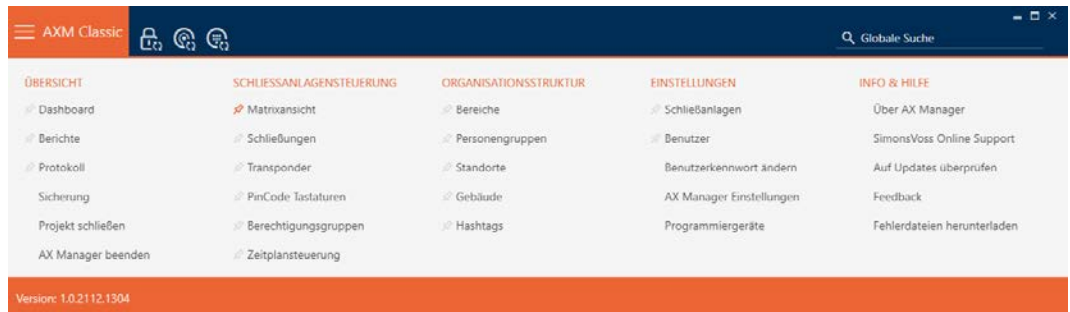 AXM Classic
Globale Suche
ÜBERSICHT
Dashboard
Berichte
Protokoll
Sicherung
Projekt schließen
AX Manager beenden
SCHLIESSANLAGENSTEUERUNG
Matrixansicht
Schließungen
Transponder
PinCode Tastaturen
Berechtigungsgruppen
Zeitplansteuerung
ORGANISATIONSSTRUKTUR
Bereiche
Personengruppen
Standorte
Gebäude
Hashtags
EINSTELLUNGEN
Schließanlagen
Benutzer
Benutzerkennwort ändern
AX Manager Einstellungen
Programmiergeräte
INFO & HILFE
Über AX Manager
SimonsVoss Online Support
Auf Updates überprüfen
Feedback
Fehlerdateien herunterladen
Version: 1.0.2112.1304